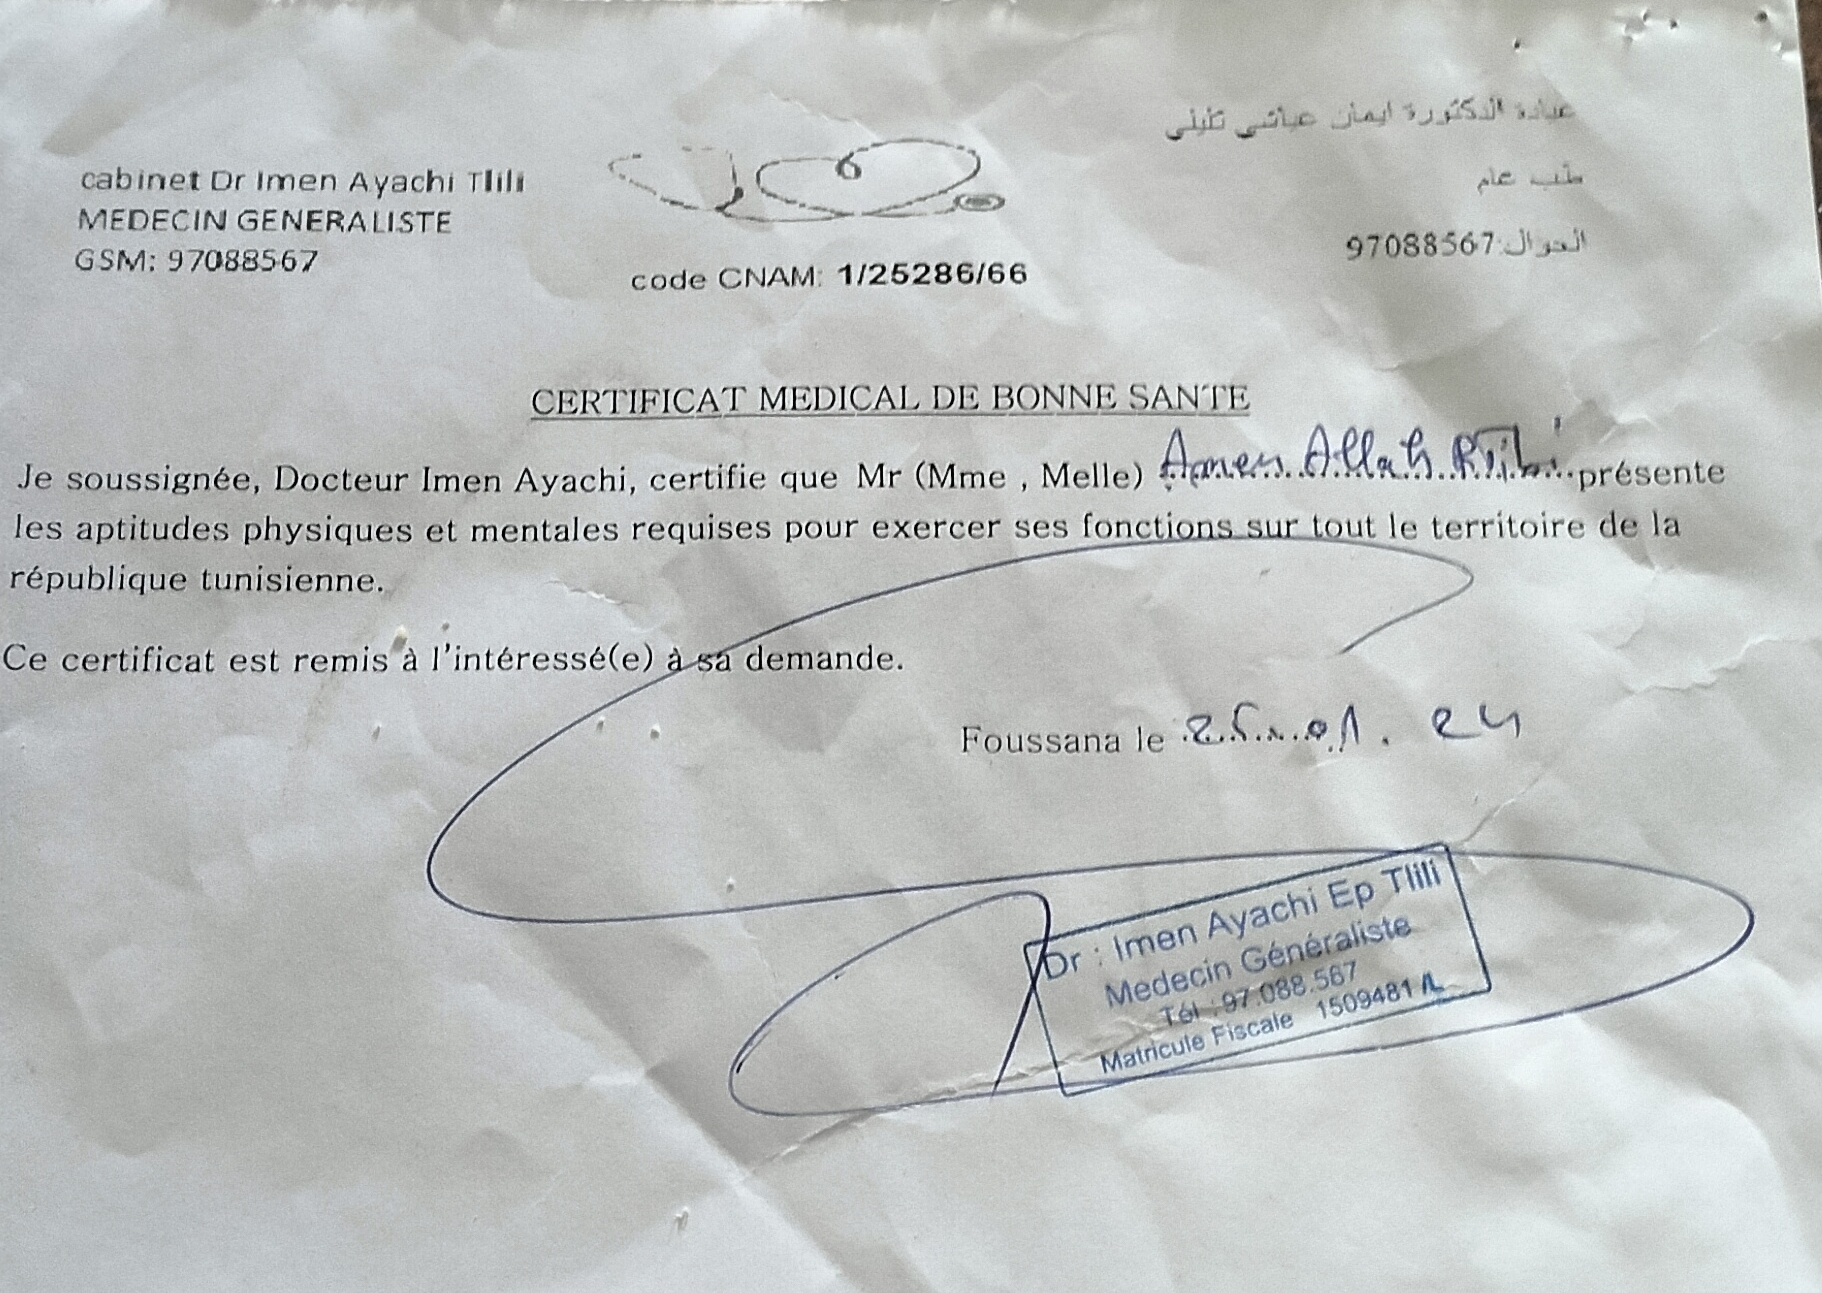 cabinet Dr Imen Ayachi Tlili
MEDECIN GENERALISTE
GSM: 97088567
code CNAM: 1/25286/66
عيادة الدكتورة ايمان عياشي تليلي
طب عام
الجوال:97088567
CERTIFICAT MEDICAL DE BONNE SANTE
Je soussignée, Docteur Imen Ayachi, certifie que Mr (Mme , Melle) Amen Allah présente
les aptitudes physiques et mentales requises pour exercer ses fonctions sur tout le territoire de la
république tunisienne.
Ce certificat est remis à l'intéressé(e) à sa demande.
Foussana le 25.01.24
Dr : Imen Ayachi Ep Tlili
Medecin Généraliste
Tél : 97.088.567
Matricule Fiscale 1509481